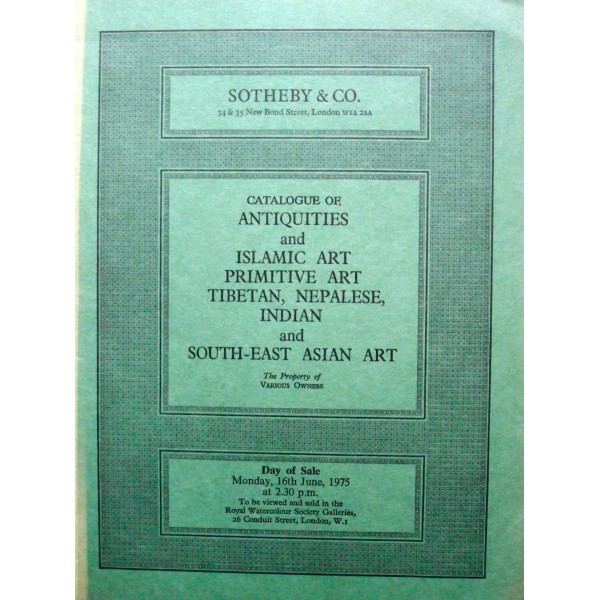 SOTHEBY & CO.
34 & 35 New Bond Street, London W1A 2AA
CATALOGUE OF
ANTIQUITIES
and
ISLAMIC ART
PRIMITIVE ART
TIBETAN, NEPALESE,
INDIAN
and
SOUTH-EAST ASIAN ART
The Property of
VARIOUS OWNERS
Day of Sale
Monday, 16th June, 1975
at 2.30 p.m.
To be viewed and sold in the
Royal Watercolour Society Galleries,
26 Conduit Street, London, W.1